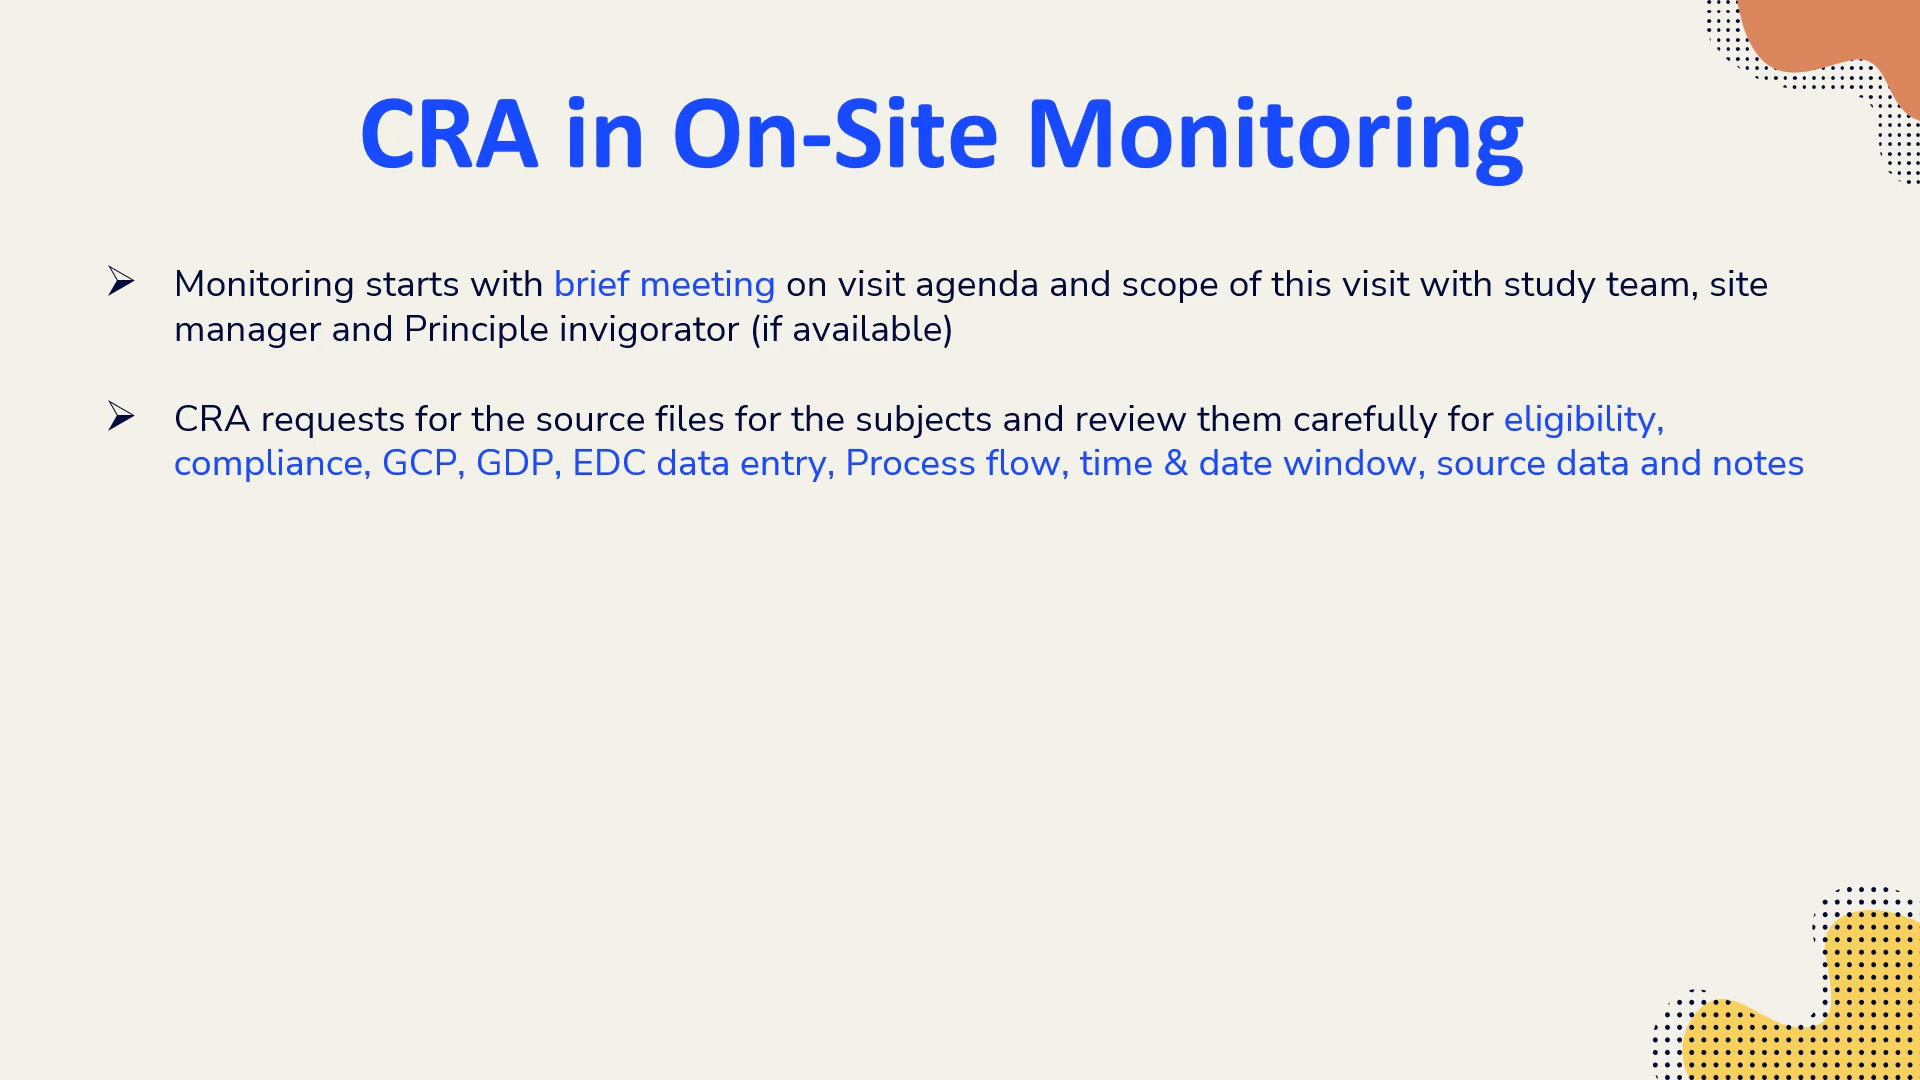 CRA in On-Site Monitoring
➢ Monitoring starts with brief meeting on visit agenda and scope of this visit with study team, site
manager and Principle invigorator (if available)
➢ CRA requests for the source files for the subjects and review them carefully for eligibility,
compliance, GCP, GDP, EDC data entry, Process flow, time & date window, source data and notes